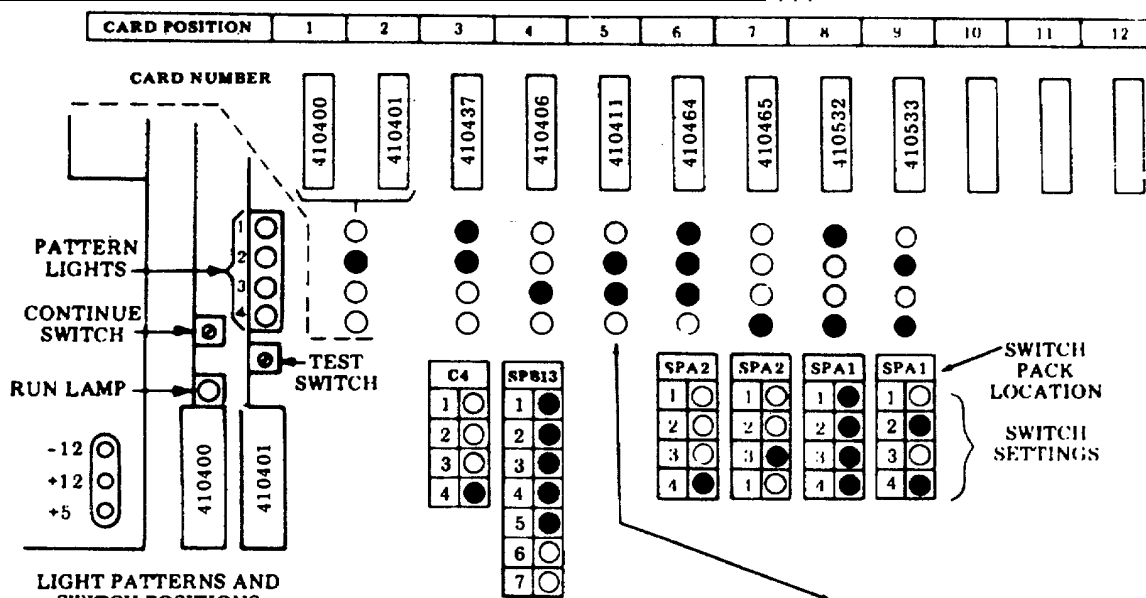 CARD POSITION 1 2 3 4 5 6 7 8 9 10 11 12
CARD NUMBER
410400 410401 410437 410406 410411 410464 410465 410532 410533
PATTERN LIGHTS
1
2
3
4
CONTINUE SWITCH
TEST SWITCH
RUN LAMP
-12
+12
+5
410400 410401
C4
1
2
3
4
SPB13
1
2
3
4
5
6
7
SPA2
1
2
3
4
SPA2
1
2
3
4
SPA1
1
2
3
4
SPA1
1
2
3
4
SWITCH PACK LOCATION
SWITCH SETTINGS
LIGHT PATTERNS AND
SWITCH POSITIONS